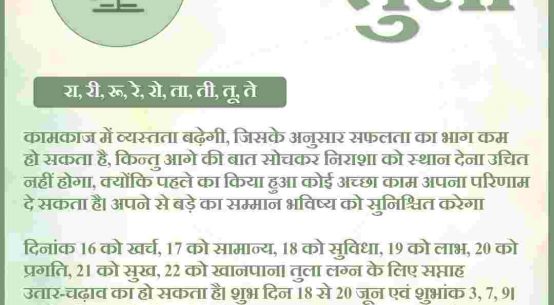 तुला
रा, री, रू, रे, रो, ता, ती, तू, ते
कामकाज में व्यस्तता बढ़ेगी, जिसके अनुसार सफलता का भाग कम
हो सकता है, किन्तु आगे की बात सोचकर निराशा को स्थान देना उचित
नहीं होगा, क्योंकि पहले का किया हुआ कोई अच्छा काम अपना परिणाम
दे सकता है। अपने से बड़े का सम्मान भविष्य को सुनिश्चित करेगा
दिनांक 16 को खर्च, 17 को सामान्य, 18 को सुविधा, 19 को लाभ, 20 को
प्रगति, 21 को सुख, 22 को खानपान। तुला लग्न के लिए सप्ताह
उतार-चढ़ाव का हो सकता है। शुभ दिन 18 से 20 जून एवं शुभांक 3, 7, 9।